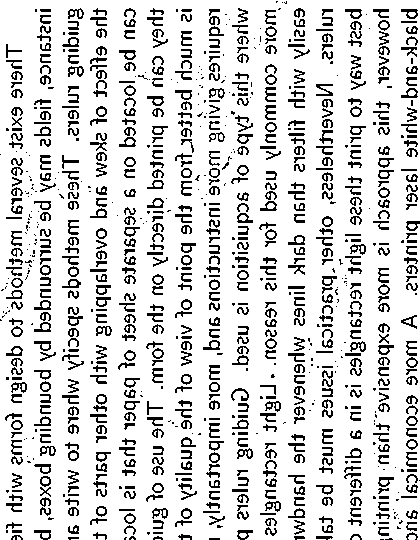 There exist several methods to design forms with fie
instance, fields may be surrounded by bounding boxes, b
guiding rulers. These methods specify where to write an
the effect of skew and overlapping with other parts of t
can be located on a separate sheet of paper that is loca
they can be printed directly on the form. The use of guid
is much better from the point of view of the quality of t
requires giving more instructions and, more importantly
where this type of acquisition is used. Guiding rulers p
more commonly used for this reason. Light rectangles
easily with filters than dark lines whenever the handw
rulers. Nevertheless, other practical issues must be ta
best way to print these light rectangles is in a different c
however, this approach is more expensive than printing
black-and-white laser printers. A more economical a